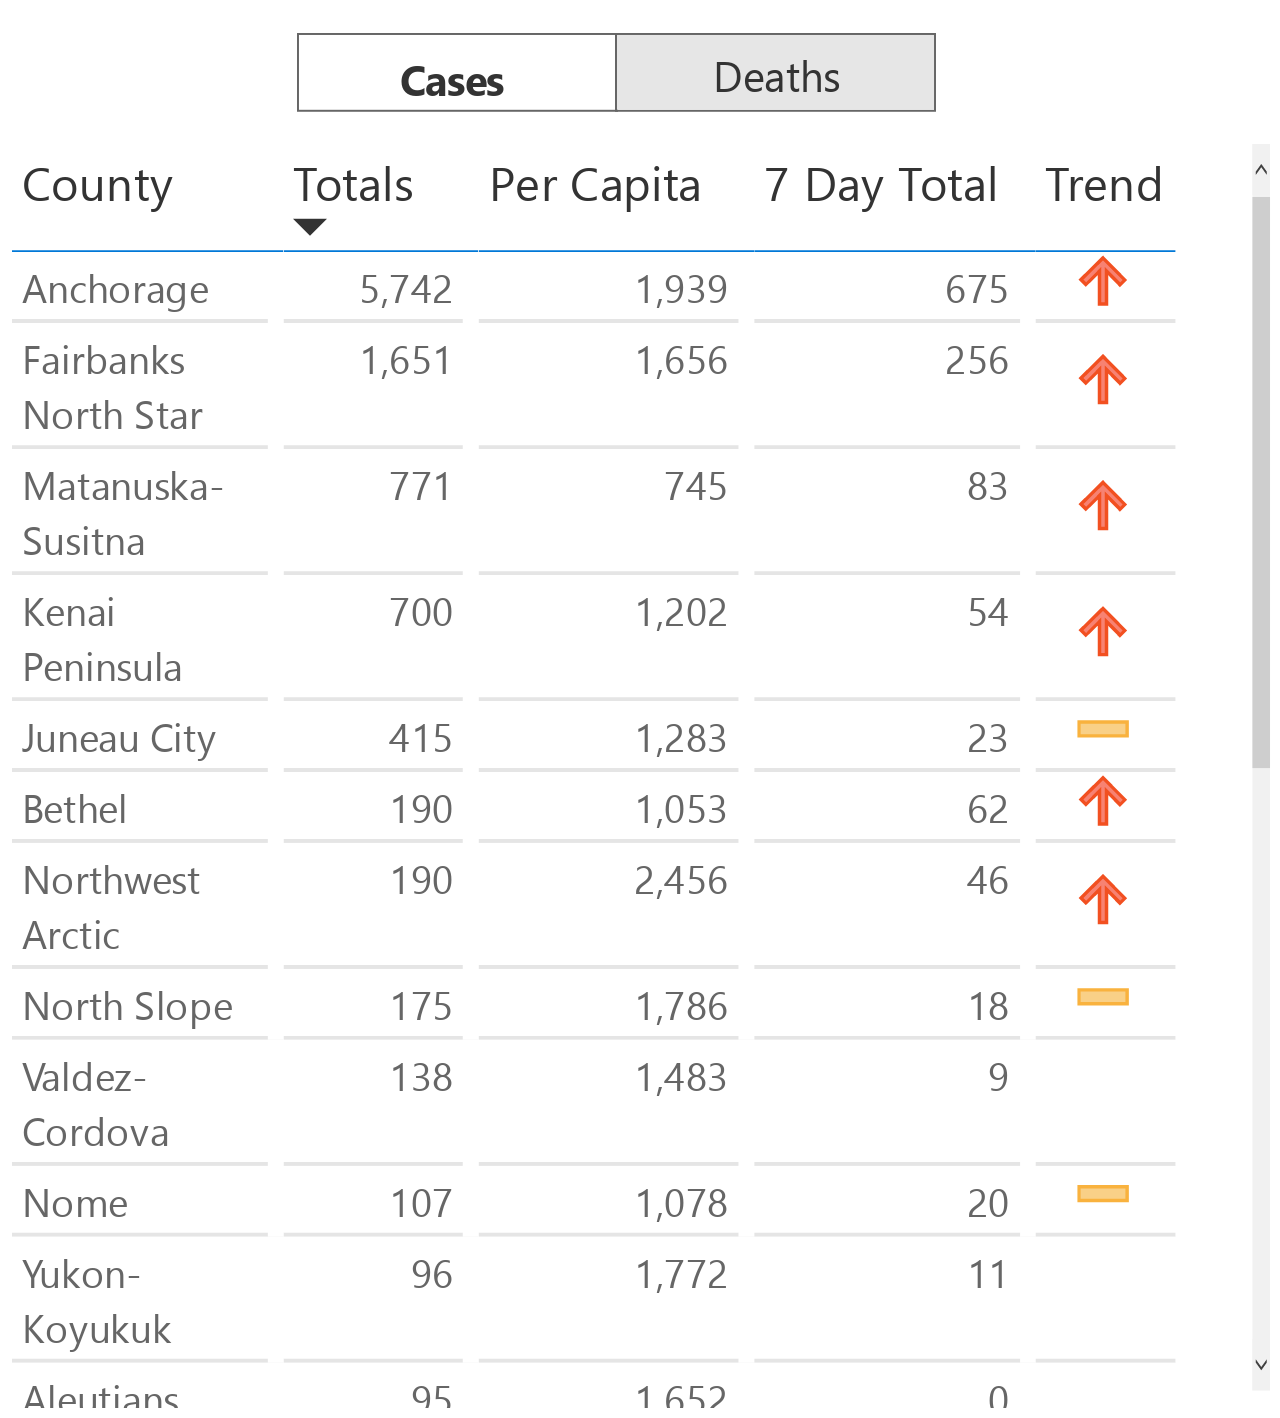 Cases Deaths
County Totals Per Capita 7 Day Total Trend
Anchorage 5,742 1,939 675
Fairbanks 1,651 1,656 256
North Star
Matanuska- 771 745 83
Susitna
Kenai 700 1,202 54
Peninsula
Juneau City 415 1,283 23
Bethel 190 1,053 62
Northwest 190 2,456 46
Arctic
North Slope 175 1,786 18
Valdez- 138 1,483 9
Cordova
Nome 107 1,078 20
Yukon- 96 1,772 11
Koyukuk
Aleutians 95 1,652 0